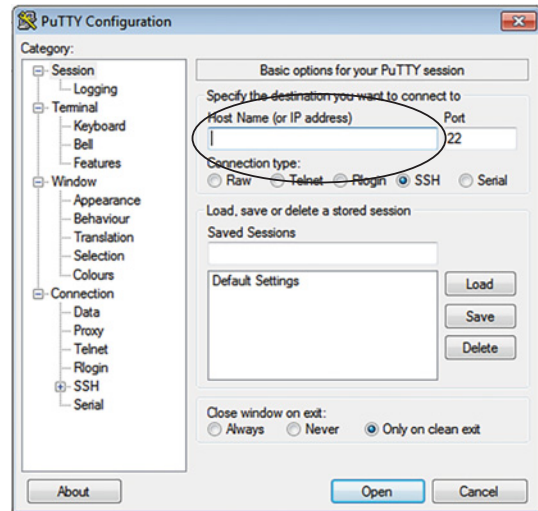 PuTTY Configuration
Category:
Session
Logging
Terminal
Keyboard
Bell
Features
Window
Appearance
Behaviour
Translation
Selection
Colours
Connection
Data
Proxy
Telnet
Rlogin
SSH
Serial
Basic options for your PuTTY session
Specify the destination you want to connect to
Host Name (or IP address) Port
22
Connection type:
Raw Telnet Rlogin SSH Serial
Load, save or delete a stored session
Saved Sessions
Default Settings
Load
Save
Delete
Close window on exit:
Always Never Only on clean exit
About Open Cancel